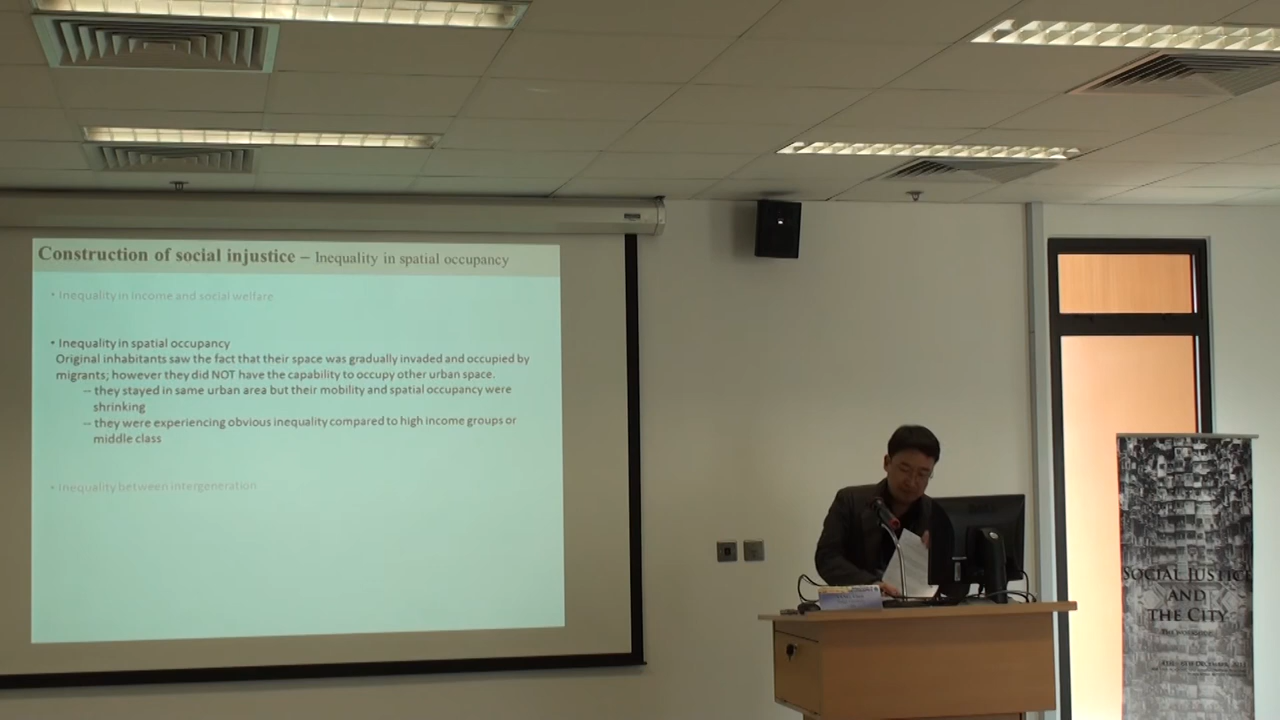 Construction of social injustice – Inequality in spatial occupancy
• Inequality in income and social welfare
• Inequality in spatial occupancy
Original inhabitants saw the fact that their space was gradually invaded and occupied by
migrants; however they did NOT have the capability to occupy other urban space.
-- they stayed in same urban area but their mobility and spatial occupancy were
shrinking
-- they were experiencing obvious inequality compared to high income groups or
middle class
• Inequality between intergeneration
SOCIAL JUSTICE
AND
THE CITY